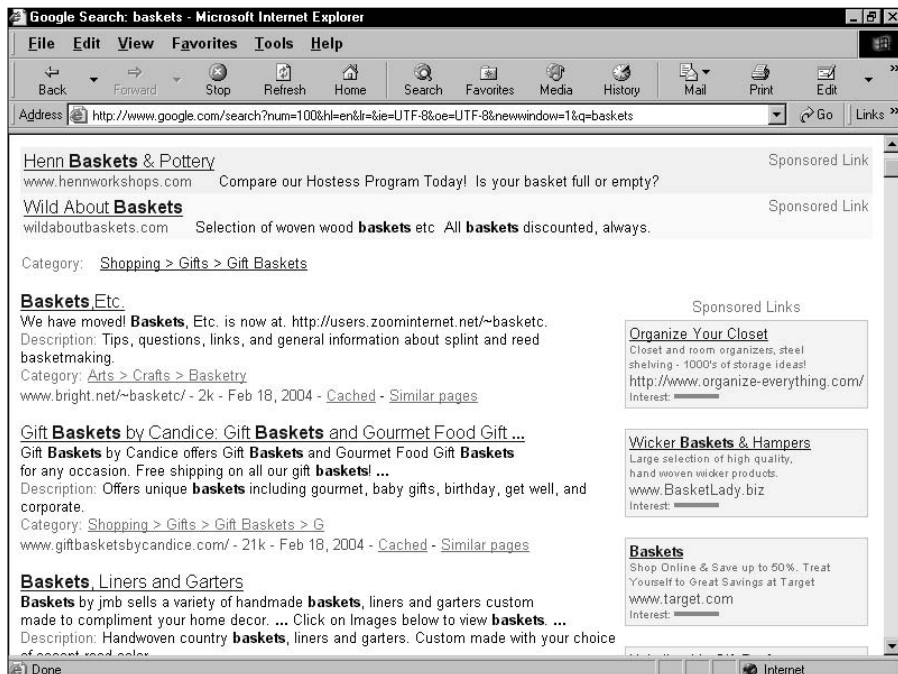 Google Search: baskets - Microsoft Internet Explorer
File Edit View Favorites Tools Help
Back Forward Stop Refresh Home Search Favorites Media History Mail Print Edit
Address http://www.google.com/search?num=100&hl=en&lr=&ie=UTF-8&oe=UTF-8&newwindow=1&q=baskets Go Links »
Henn Baskets & Pottery Sponsored Link
www.hennworkshops.com Compare our Hostess Program Today! Is your basket full or empty?
Wild About Baskets Sponsored Link
wildaboutbaskets.com Selection of woven wood baskets etc All baskets discounted, always.
Category: Shopping > Gifts > Gift Baskets
Baskets,Etc.
We have moved! Baskets, Etc. is now at. http://users.zoominternet.net/~basketc.
Description: Tips, questions, links, and general information about splint and reed
basketmaking.
Category: Arts > Crafts > Basketry
www.bright.net/~basketc/ - 2k - Feb 18, 2004 - Cached - Similar pages
Gift Baskets by Candice: Gift Baskets and Gourmet Food Gift ...
Gift Baskets by Candice offers Gift Baskets and Gourmet Food Gift Baskets
for any occasion. Free shipping on all our gift baskets! ...
Description: Offers unique baskets including gourmet, baby gifts, birthday, get well, and
corporate.
Category: Shopping > Gifts > Gift Baskets > G
www.giftbasketsbycandice.com/ - 21k - Feb 18, 2004 - Cached - Similar pages
Baskets, Liners and Garters
Baskets by jmb sells a variety of handmade baskets, liners and garters custom
made to compliment your home decor. ... Click on Images below to view baskets. ...
Description: Handwoven country baskets, liners and garters. Custom made with your choice
Sponsored Links
Organize Your Closet
Closet and room organizers, steel
shelving - 1000's of storage ideas!
http://www.organize-everything.com/
Interest:
Wicker Baskets & Hampers
Large selection of high quality,
hand woven wicker products.
www.BasketLady.biz
Interest:
Baskets
Shop Online & Save up to 50%. Treat
Yourself to Great Savings at Target
www.target.com
Interest:
Done Internet